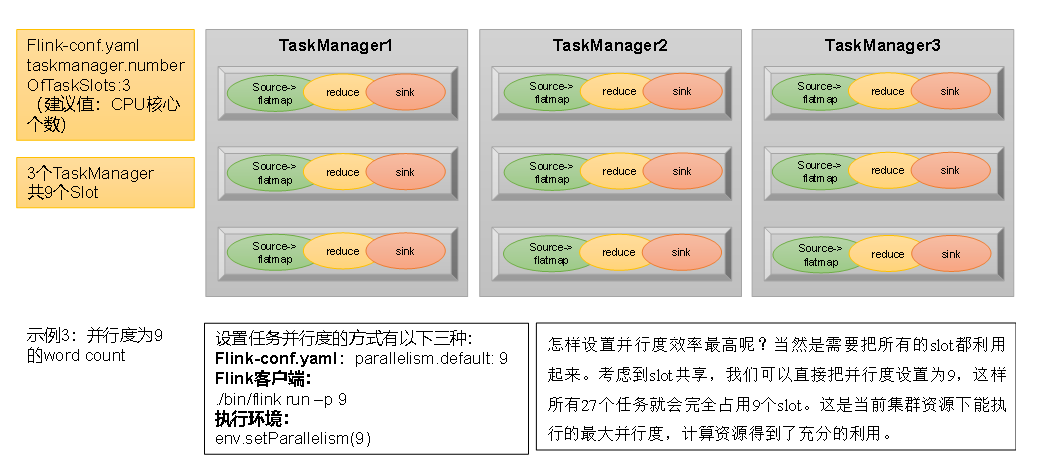 Flink-conf.yaml
taskmanager.number
OfTaskSlots:3
（建议值：CPU核心
个数）
3个TaskManager
共9个Slot
TaskManager1
Source->
flatmap
reduce
sink
Source->
flatmap
reduce
sink
Source->
flatmap
reduce
sink
TaskManager2
Source->
flatmap
reduce
sink
Source->
flatmap
reduce
sink
Source->
flatmap
reduce
sink
TaskManager3
Source->
flatmap
reduce
sink
Source->
flatmap
reduce
sink
Source->
flatmap
reduce
sink
示例3：并行度为9
的word count
设置任务并行度的方式有以下三种：
Flink-conf.yaml：parallelism.default: 9
Flink客户端：
./bin/flink run –p 9
执行环境：
env.setParallelism(9)
怎样设置并行度效率最高呢？当然是需要把所有的slot都利用
起来。考虑到slot共享，我们可以直接把并行度设置为9，这样
所有27个任务就会完全占用9个slot。这是当前集群资源下能执
行的最大并行度，计算资源得到了充分的利用。